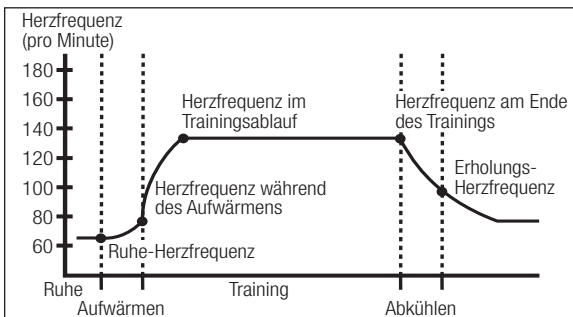 Herzfrequenz
(pro Minute)
180
160
140
120
100
80
60
Herzfrequenz im
Trainingsablauf
Herzfrequenz am Ende
des Trainings
Erholungs-
Herzfrequenz
Herzfrequenz während
des Aufwärmens
Ruhe-Herzfrequenz
Ruhe
Aufwärmen
Training
Abkühlen